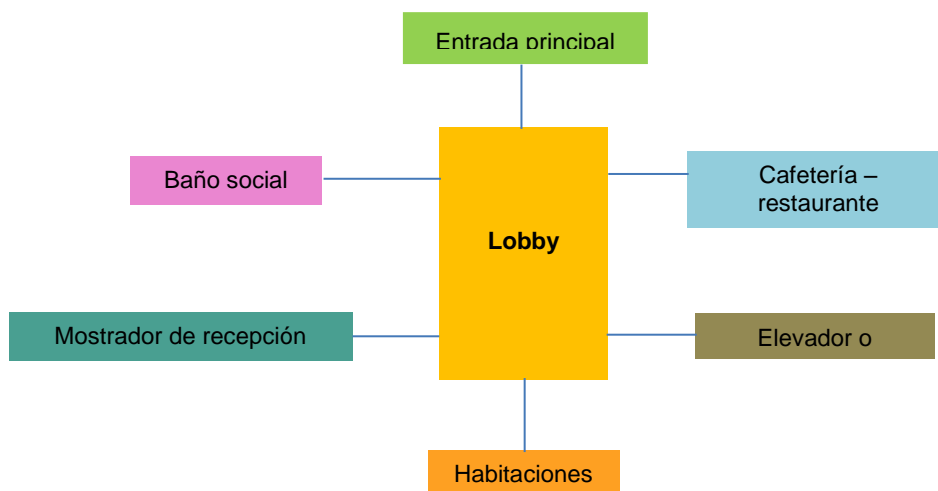 Entrada principal
Baño social
Cafetería –
restaurante
Lobby
Mostrador de recepción
Elevador o
Habitaciones